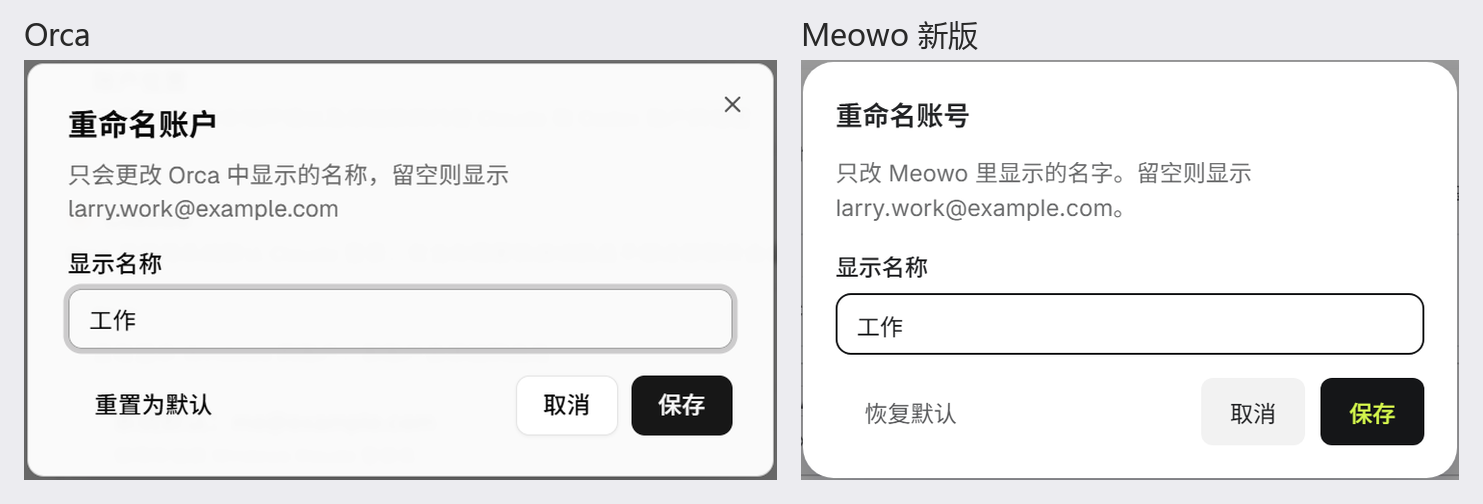 Orca
重命名账户
只会更改 Orca 中显示的名称，留空则显示
larry.work@example.com
显示名称
工作
重置为默认
取消
保存
Meowo 新版
重命名账号
只改 Meowo 里显示的名字。留空则显示
larry.work@example.com。
显示名称
工作
恢复默认
取消
保存